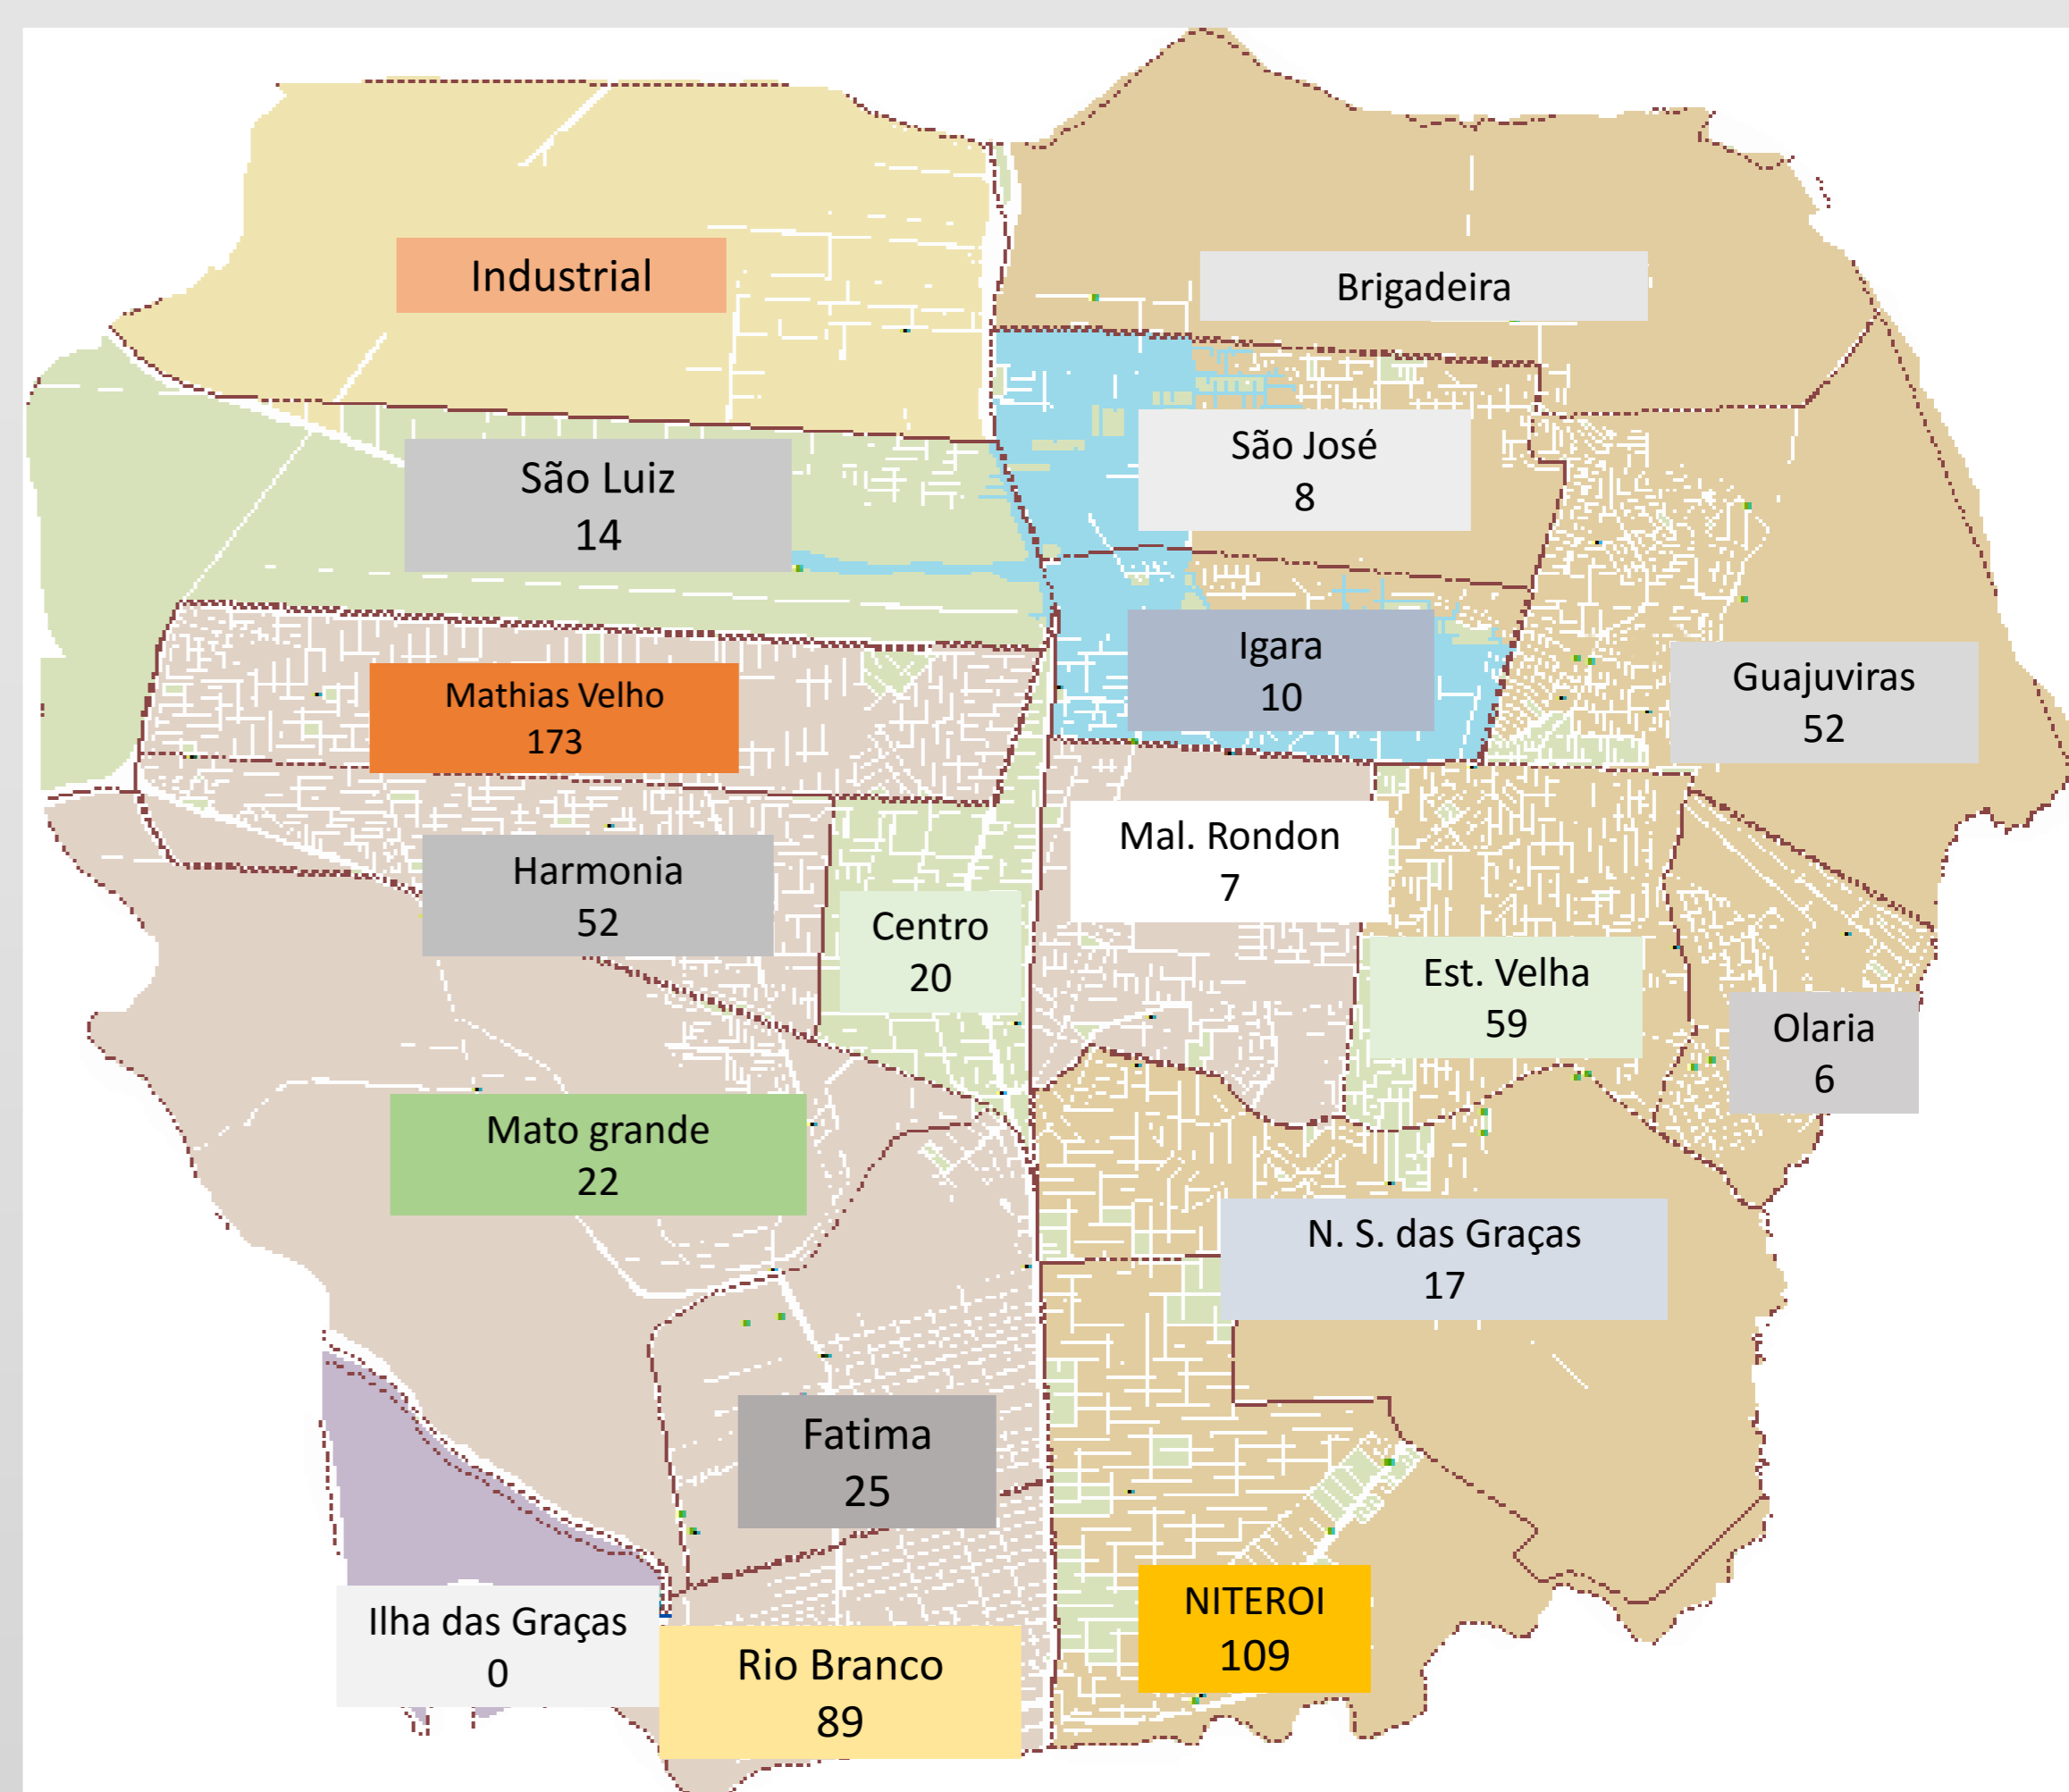 Industrial
Brigadeira
São Luiz
14
São José
8
Igara
10
Guajuviras
52
Mathias Velho
173
Mal. Rondon
7
Harmonia
52
Centro
20
Est. Velha
59
Olaria
6
Mato grande
22
N. S. das Graças
17
Fatima
25
NITEROI
109
Ilha das Graças
0
Rio Branco
89